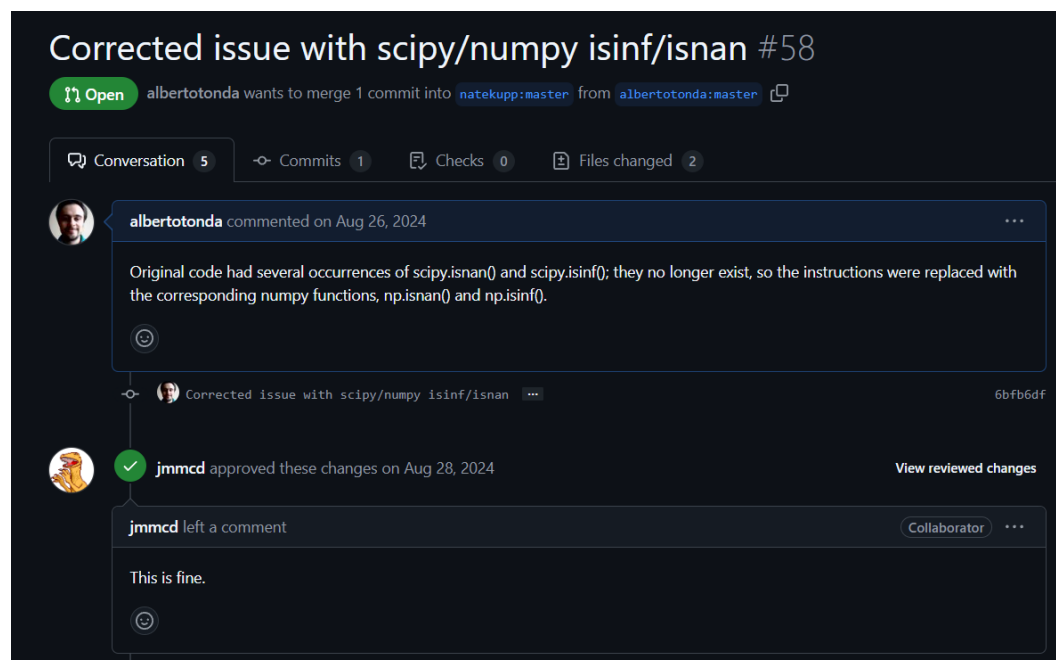 Corrected issue with scipy/numpy isinf/isnan #58
Open albertotonda wants to merge 1 commit into natekupp:master from albertotonda:master
Conversation 5 Commits 1 Checks 0 Files changed 2
albertotonda commented on Aug 26, 2024 ...
Original code had several occurrences of scipy.isnan() and scipy.isinf(); they no longer exist, so the instructions were replaced with
the corresponding numpy functions, np.isnan() and np.isinf().
Corrected issue with scipy/numpy isinf/isnan ... 6bfb6df
jmmcd approved these changes on Aug 28, 2024 View reviewed changes
jmmcd left a comment Collaborator ...
This is fine.